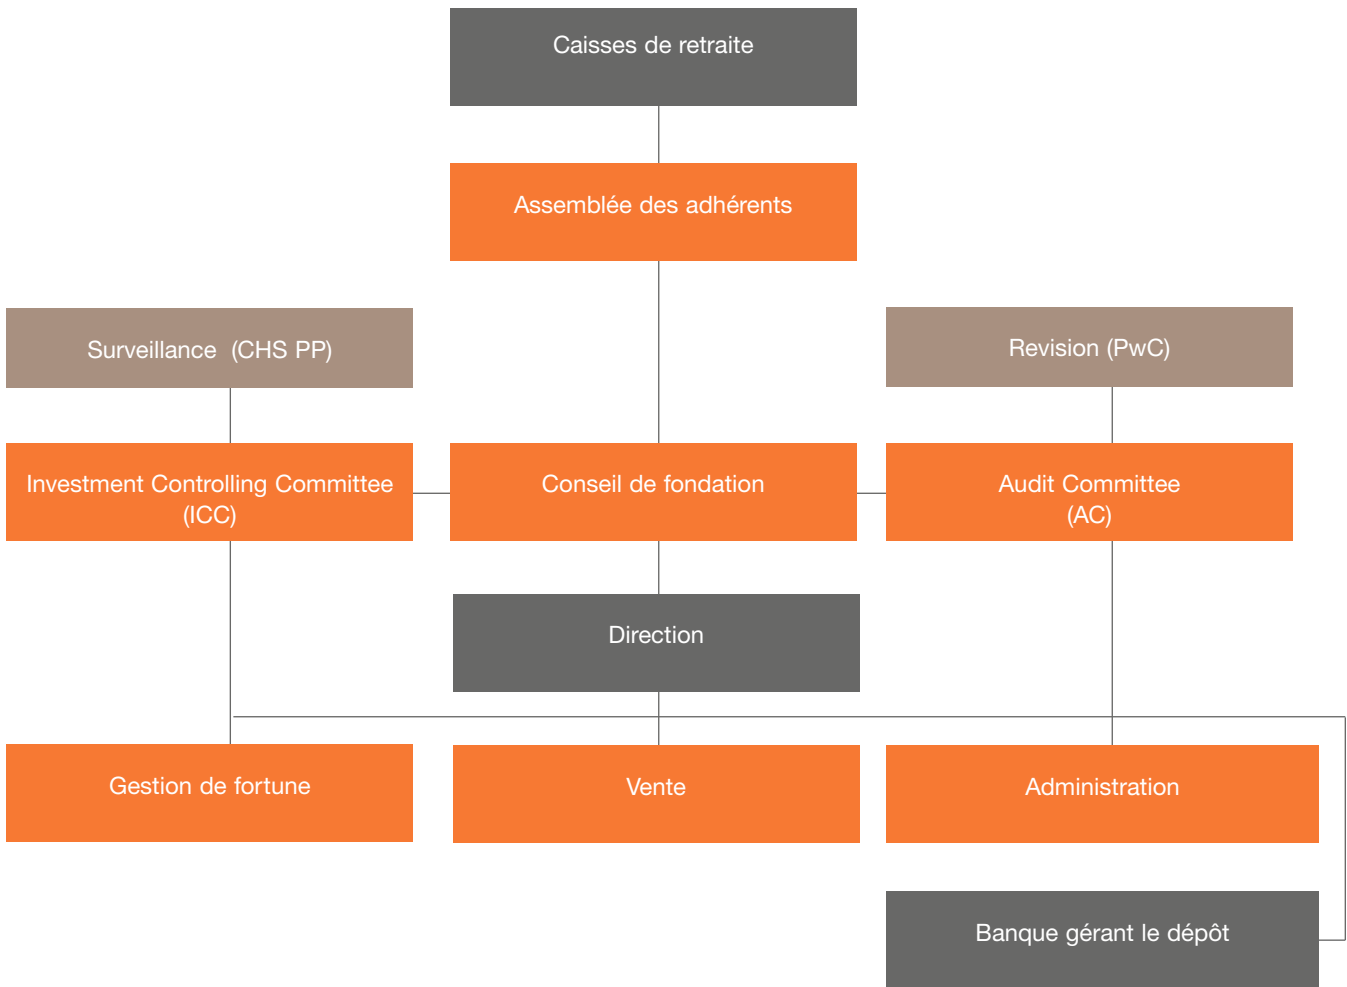 Caisses de retraite
Assemblée des adhérents
Surveillance  (CHS PP)
Revision (PwC)
Investment Controlling Committee
(ICC)
Conseil de fondation
Audit Committee
(AC)
Direction
Gestion de fortune
Vente
Administration
Banque gérant le dépôt